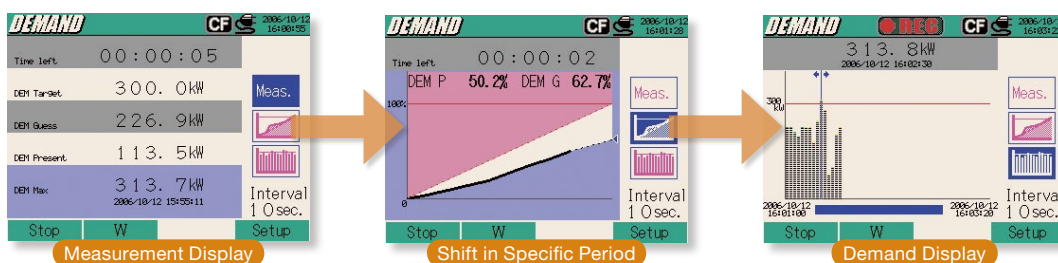 DEMAND CF 2006/10/12
16:00:55
Time left 00:00:05
DEM Target 300.0kW
DEM Guess 226.9kW
DEM Present 113.5kW
DEM Max 313.7kW
2006/10/12 15:55:11
Meas.
Interval
10sec.
Stop W Setup
Measurement Display
DEMAND CF 2006/10/12
16:01:28
Time left 00:00:02
DEM P 50.2% DEM G 62.7%
100%
0
Meas.
Interval
10sec.
Stop W Setup
Shift in Specific Period
DEMAND REC CF 2006/10/12
16:03:22
313.8kW
2006/10/12 16:02:30
300
kW
Meas.
2006/10/12
16:01:00
2006/10/12
16:03:20
Interval
10sec.
Stop W Setup
Demand Display